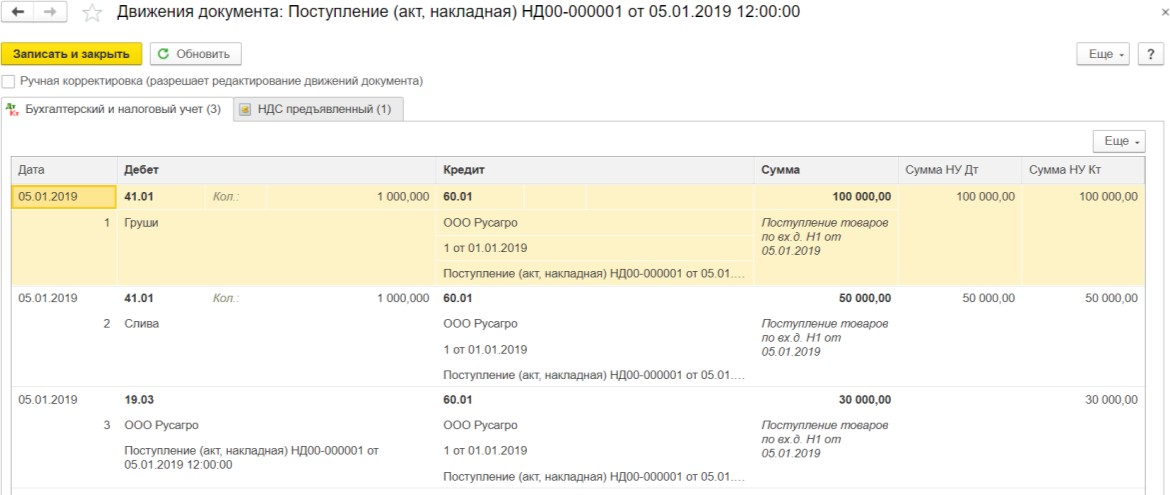 Движения документа: Поступление (акт, накладная) НД00-000001 от 05.01.2019 12:00:00
Записать и закрыть Обновить Еще ?
Ручная корректировка (разрешает редактирование движений документа)
Дт Кт Бухгалтерский и налоговый учет (3) НДС предъявленный (1)
Еще
Дата Дебет Кредит Сумма Сумма НУ Дт Сумма НУ Кт
05.01.2019 41.01 Кол.: 1 000,000 60.01 100 000,00 100 000,00 100 000,00
1 Груши ООО Русагро Поступление товаров
по вх.д. Н1 от
1 от 01.01.2019
05.01.2019
Поступление (акт, накладная) НД00-000001 от 05.01....
05.01.2019 41.01 Кол.: 1 000,000 60.01 50 000,00 50 000,00 50 000,00
2 Слива ООО Русагро Поступление товаров
по вх.д. Н1 от
1 от 01.01.2019
05.01.2019
Поступление (акт, накладная) НД00-000001 от 05.01....
05.01.2019 19.03 60.01 30 000,00 30 000,00
3 ООО Русагро ООО Русагро Поступление товаров
по вх.д. Н1 от
Поступление (акт, накладная) НД00-000001 от 1 от 01.01.2019
05.01.2019 12:00:00 05.01.2019
Поступление (акт, накладная) НД00-000001 от 05.01....